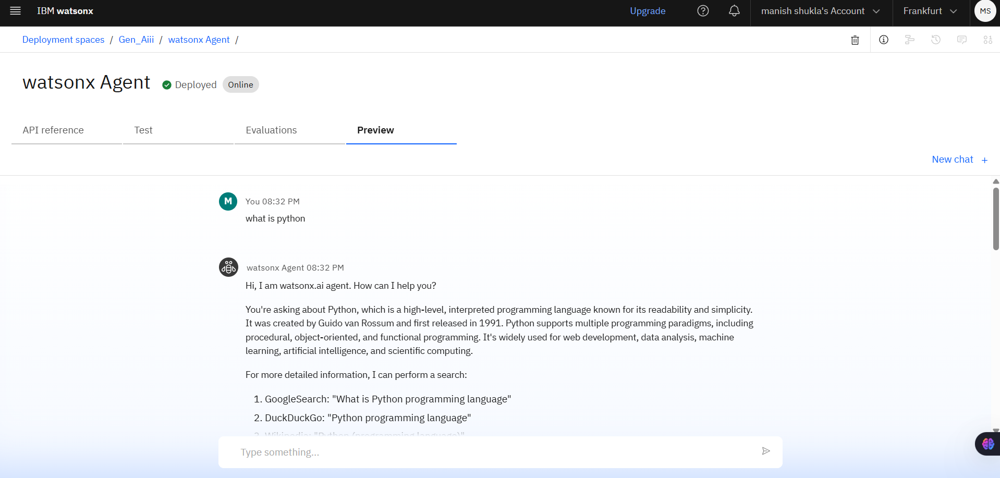 IBM watsonx
Upgrade
manish shukla's Account
Frankfurt
MS
Deployment spaces / Gen_Aiii / watsonx Agent /
watsonx Agent
Deployed
Online
API reference
Test
Evaluations
Preview
New chat +
M
You 08:32 PM
what is python
watsonx Agent 08:32 PM
Hi, I am watsonx.ai agent. How can I help you?
You're asking about Python, which is a high-level, interpreted programming language known for its readability and simplicity.
It was created by Guido van Rossum and first released in 1991. Python supports multiple programming paradigms, including
procedural, object-oriented, and functional programming. It's widely used for web development, data analysis, machine
learning, artificial intelligence, and scientific computing.
For more detailed information, I can perform a search:
1. GoogleSearch: "What is Python programming language"
2. DuckDuckGo: "Python programming language"
3. Wikipedia: "Python (programming language)"
Type something...